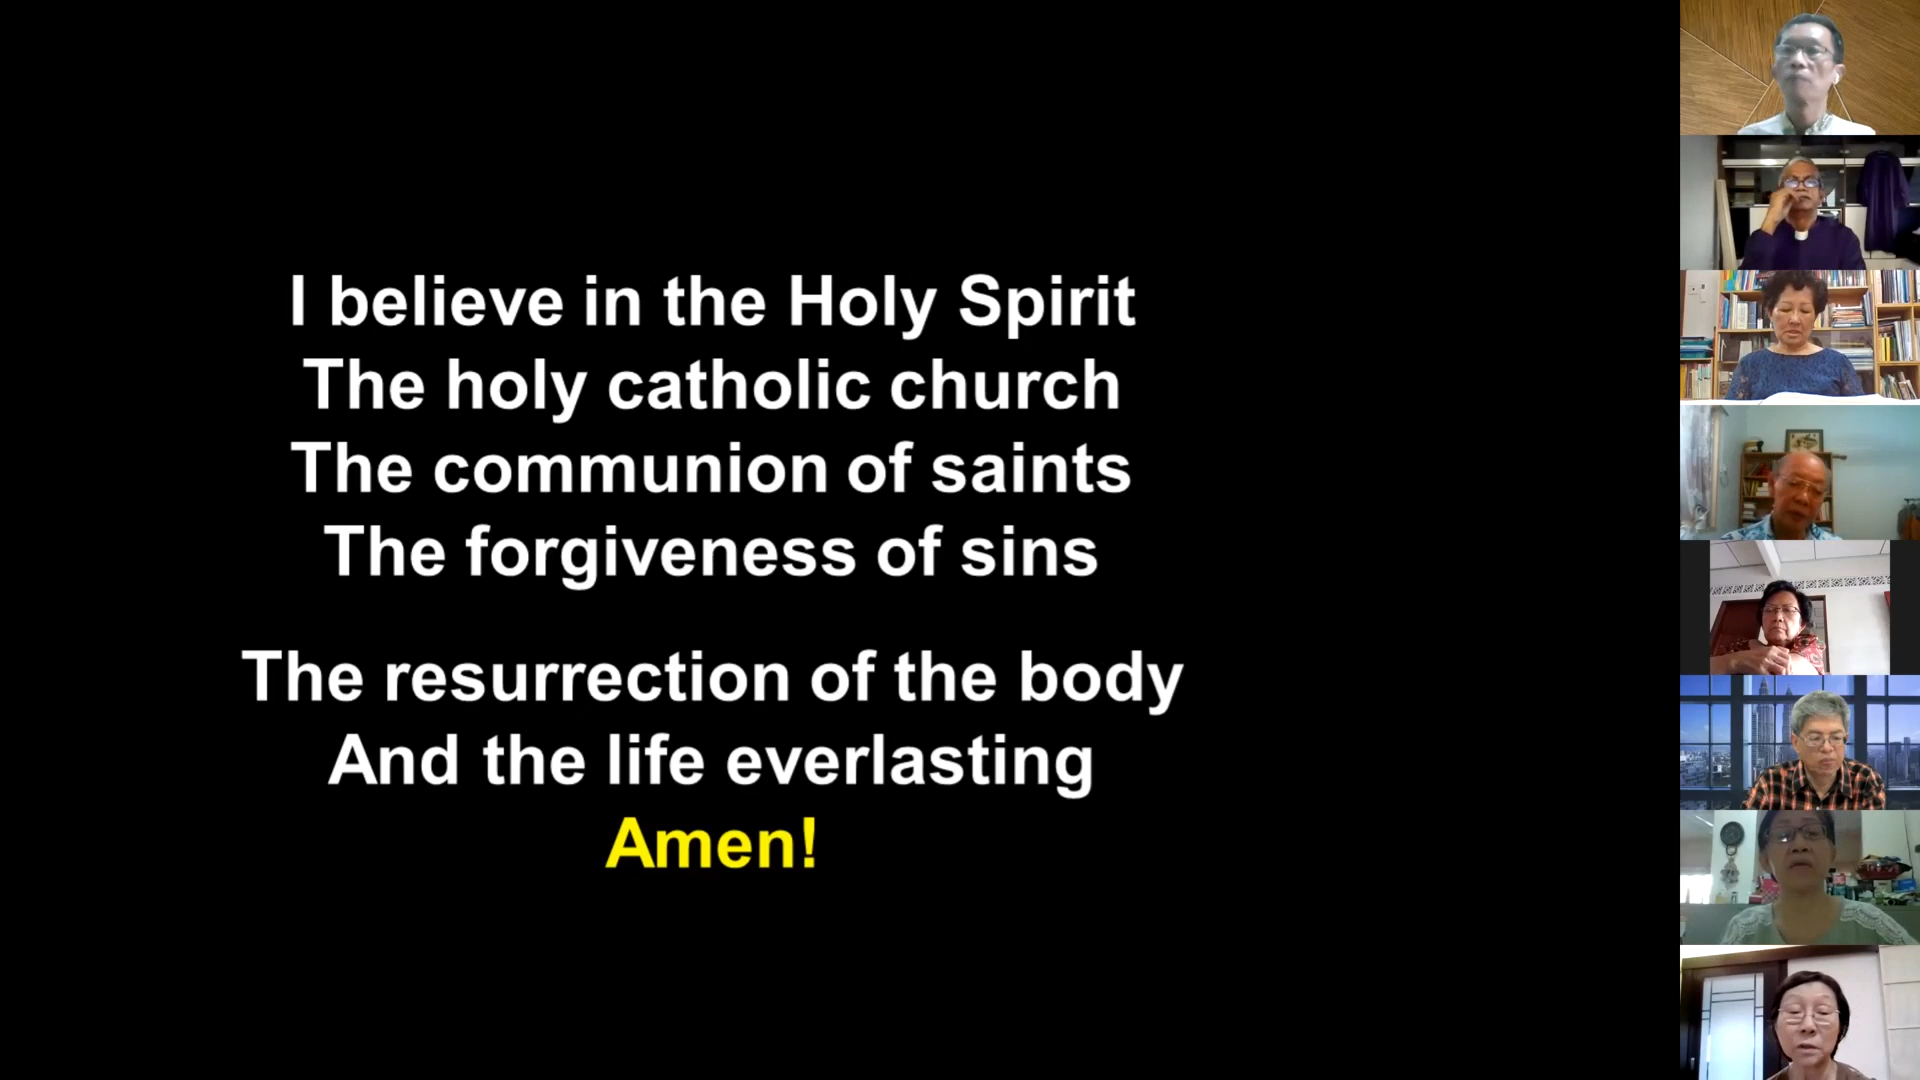 I believe in the Holy Spirit
The holy catholic church
The communion of saints
The forgiveness of sins
The resurrection of the body
And the life everlasting
Amen!